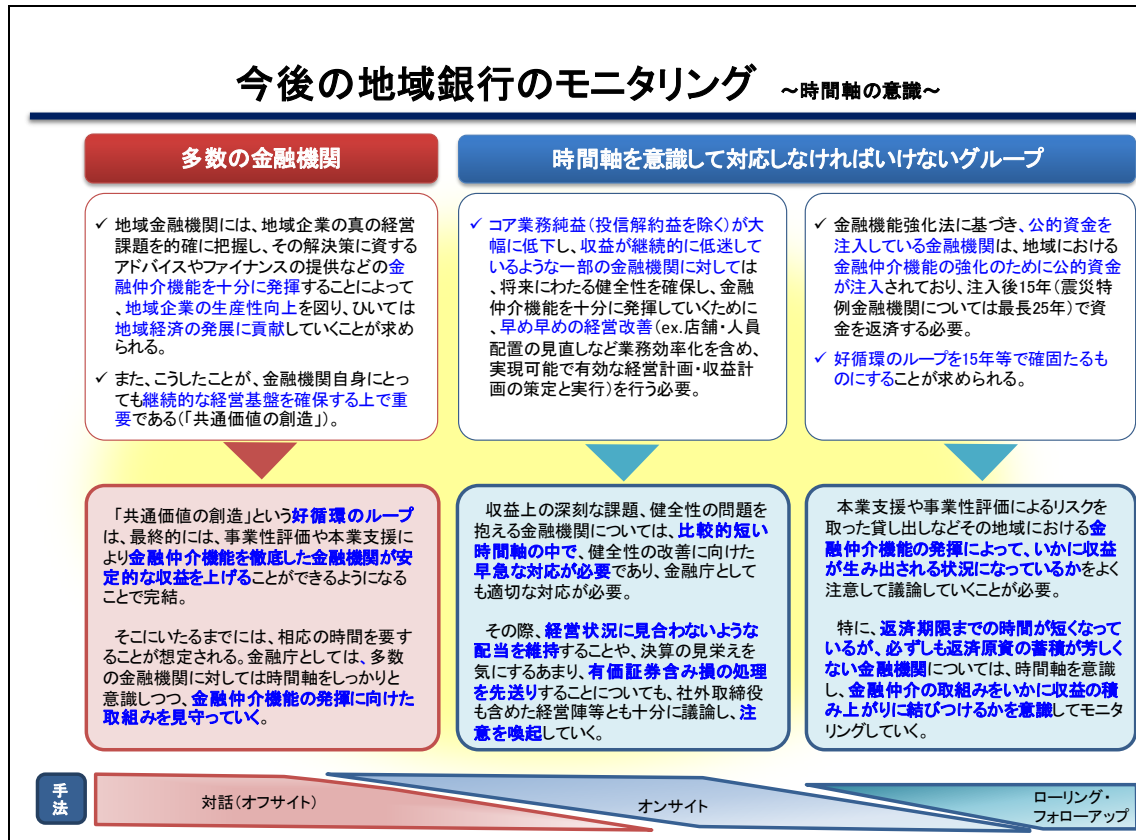 今後の地域銀行のモニタリング ～時間軸の意識～
多数の金融機関
時間軸を意識して対応しなければいけないグループ
✓ 地域金融機関には、地域企業の真の経営
課題を的確に把握し、その解決策に資する
アドバイスやファイナンスの提供などの金
融仲介機能を十分に発揮することによって
、地域企業の生産性向上を図り、ひいては
地域経済の発展に貢献していくことが求め
られる。
✓ また、こうしたことが、金融機関自身にとっ
ても継続的な経営基盤を確保する上で重
要である(「共通価値の創造」)。
✓ コア業務純益(投信解約益を除く)が大
幅に低下し、収益が継続的に低迷して
いるような一部の金融機関に対しては
、将来にわたる健全性を確保し、金融
仲介機能を十分に発揮していくために
、早め早めの経営改善(ex.店舗・人員
配置の見直しなど業務効率化を含め、
実現可能で有効な経営計画・収益計
画の策定と実行)を行う必要。
✓ 金融機能強化法に基づき、公的資金を
注入している金融機関は、地域における
金融仲介機能の強化のために公的資金
が注入されており、注入後15年(震災特
例金融機関については最長25年)で資
金を返済する必要。
✓ 好循環のループを15年等で確固たるも
のにすることが求められる。
「共通価値の創造」という好循環のループ
は、最終的には、事業性評価や本業支援に
より金融仲介機能を徹底した金融機関が安
定的な収益を上げることができるようになる
ことで完結。
そこにいたるまでには、相応の時間を要す
ることが想定される。金融庁としては、多数
の金融機関に対しては時間軸をしっかりと
意識しつつ、金融仲介機能の発揮に向けた
取組みを見守っていく。
収益上の深刻な課題、健全性の問題を
抱える金融機関については、比較的短い
時間軸の中で、健全性の改善に向けた
早急な対応が必要であり、金融庁として
も適切な対応が必要。
その際、経営状況に見合わないような
配当を維持することや、決算の見栄えを
気にするあまり、有価証券含み損の処理
を先送りすることについても、社外取締役
も含めた経営陣等とも十分に議論し、注
意を喚起していく。
本業支援や事業性評価によるリスクを
取った貸し出しなどその地域における金
融仲介機能の発揮によって、いかに収益
が生み出される状況になっているかをよく
注意して議論していくことが必要。
特に、返済期限までの時間が短くなって
いるが、必ずしも返済原資の蓄積が芳しく
ない金融機関については、時間軸を意識
し、金融仲介の取組みをいかに収益の積
み上がりに結びつけるかを意識してモニタ
リングしていく。
手
法
対話(オフサイト)
オンサイト
ローリング・
フォローアップ